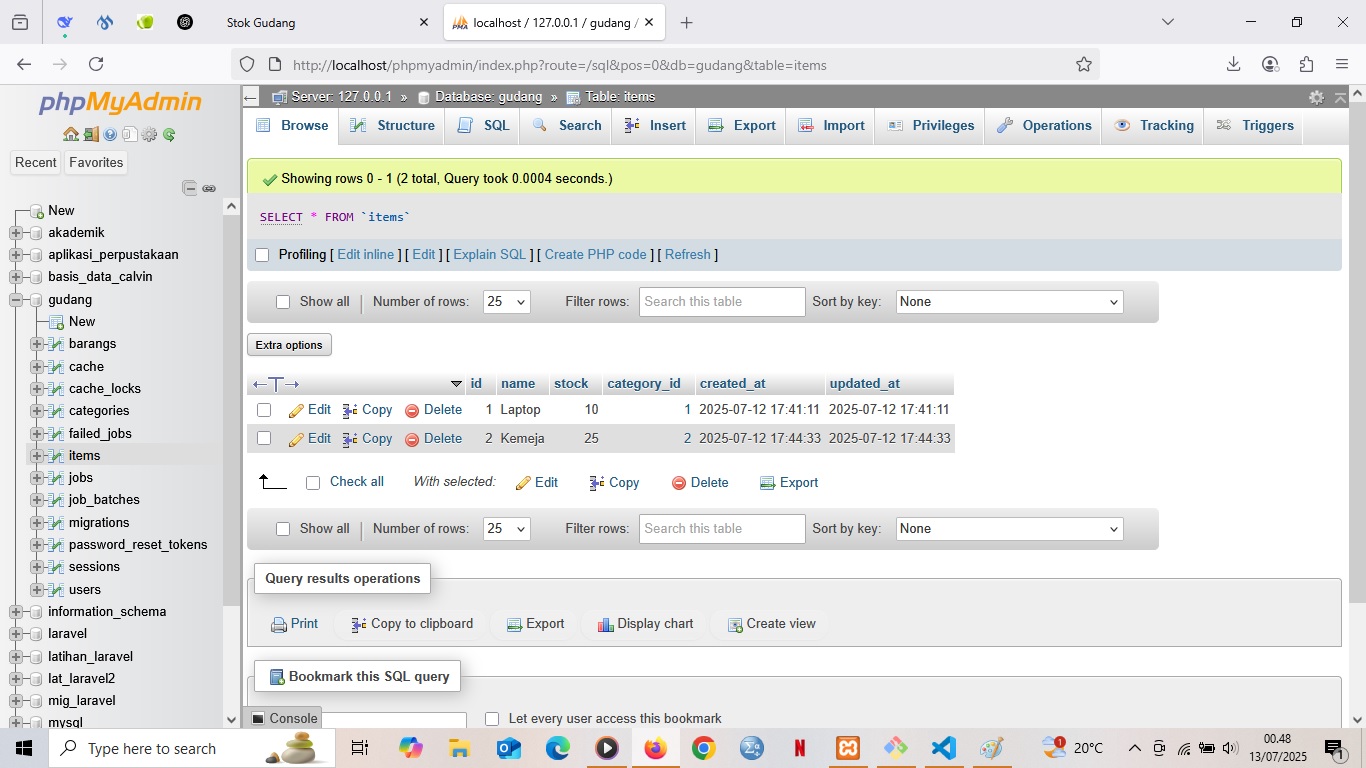 Stok Gudang
localhost / 127.0.0.1 / gudang /
http://localhost/phpmyadmin/index.php?route=/sql&pos=0&db=gudang&table=items
phpMyAdmin
Recent Favorites
New
akademik
aplikasi_perpustakaan
basis_data_calvin
gudang
New
barangs
cache
cache_locks
categories
failed_jobs
items
jobs
job_batches
migrations
password_reset_tokens
sessions
users
information_schema
laravel
latihan_laravel
lat_laravel2
mig_laravel
mysql
Server: 127.0.0.1 » Database: gudang » Table: items
Browse Structure SQL Search Insert Export Import Privileges Operations Tracking Triggers
Showing rows 0 - 1 (2 total, Query took 0.0004 seconds.)
SELECT * FROM `items`
Profiling [ Edit inline ] [ Edit ] [ Explain SQL ] [ Create PHP code ] [ Refresh ]
Show all Number of rows: 25 Filter rows: Search this table Sort by key: None
Extra options
id name stock category_id created_at updated_at
Edit Copy Delete 1 Laptop 10 1 2025-07-12 17:41:11 2025-07-12 17:41:11
Edit Copy Delete 2 Kemeja 25 2 2025-07-12 17:44:33 2025-07-12 17:44:33
Check all With selected: Edit Copy Delete Export
Show all Number of rows: 25 Filter rows: Search this table Sort by key: None
Query results operations
Print Copy to clipboard Export Display chart Create view
Bookmark this SQL query
Console
Let every user access this bookmark
Type here to search
1
20°C
00.48
13/07/2025
1